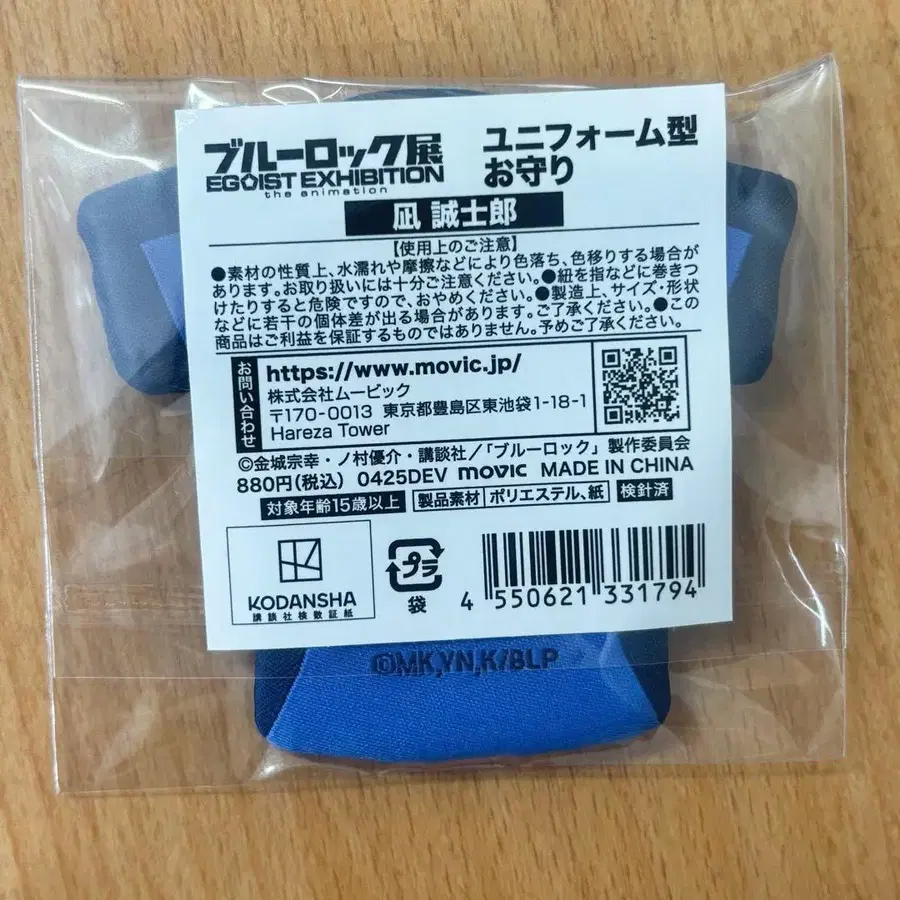 ブルーロック展
EGOIST EXHIBITION
the animation
ユニフォーム型
お守り
凪 誠士郎
【使用上のご注意】
●素材の性質上、水濡れや摩擦などにより色落ち、色移りする場合が
あります。お取り扱いには十分ご注意ください。●紐を指などに巻きつ
けたりすると危険ですので、おやめください。●製造上、サイズ・形状
などに若干の個体差が出る場合があります。ご了承ください。●この
商品はご利益を保証するものではありません。予めご了承ください。
お問い合わせ
https://www.movic.jp/
株式会社ムービック
〒170-0013 東京都豊島区東池袋1-18-1
Hareza Tower
©金城宗幸・ノ村優介・講談社/「ブルーロック」製作委員会
880円(税込) 0425DEV movic MADE IN CHINA
対象年齢15歳以上 製品素材 ポリエステル、紙 検針済
KODANSHA
講談社検数証紙
プラ
袋
4 550621 331794
©MK,YN,K/BLP